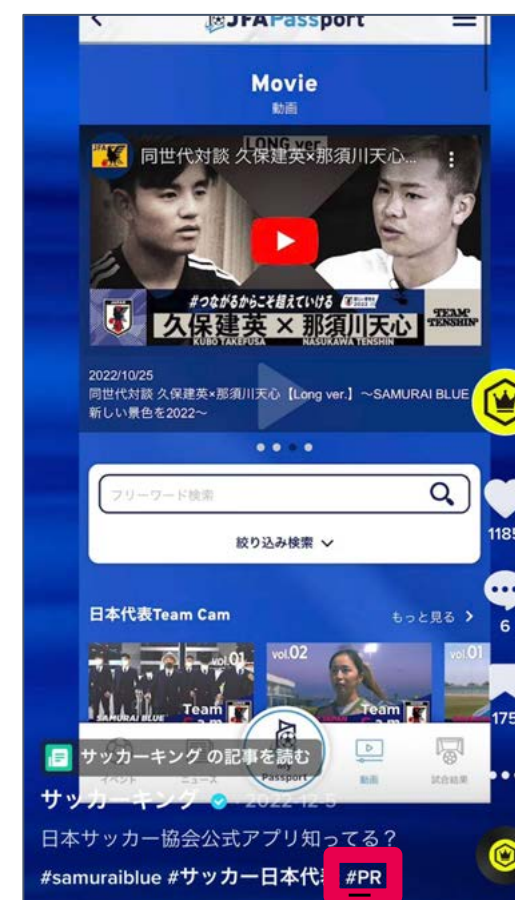 JFA Passport
Movie
動画
LONG ver.
同世代対談 久保建英×那須川天心...
#つながるからこそ超えていける
久保建英 × 那須川天心
KUBO TAKEFUSA
NASUKAWA TENSHIN
TEAM TENSHIN
2022/10/25
同世代対談 久保建英×那須川天心【Long ver.】～SAMURAI BLUE
新しい景色を2022～
フリーワード検索
絞り込み検索
1185
6
175
日本代表Team Cam
もっと見る
vol.01
vol.02
vol.01
SAMURAI BLUE
Team
Cam
JAPAN
Team
イベント
ニュース
My
Passport
動画
試合結果
サッカーキング の記事を読む
サッカーキング · 2022-12-5
日本サッカー協会公式アプリ知ってる？
#samuraiblue #サッカー日本代表 #PR